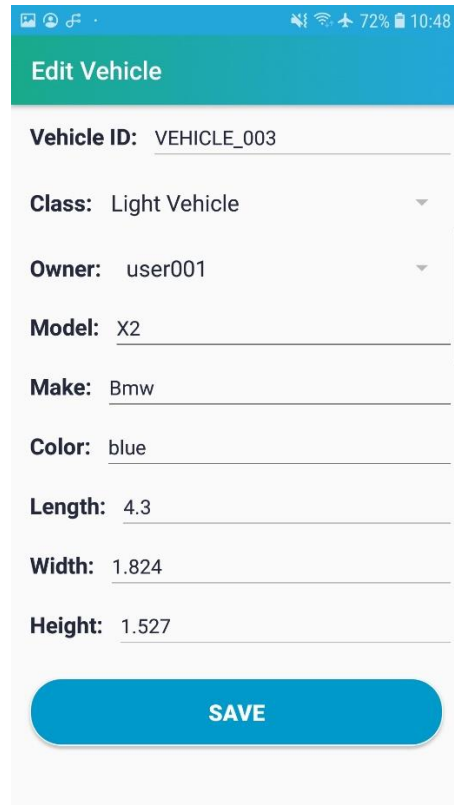 72% 10:48
Edit Vehicle
Vehicle ID: VEHICLE_003
Class: Light Vehicle
Owner: user001
Model: X2
Make: Bmw
Color: blue
Length: 4.3
Width: 1.824
Height: 1.527
SAVE